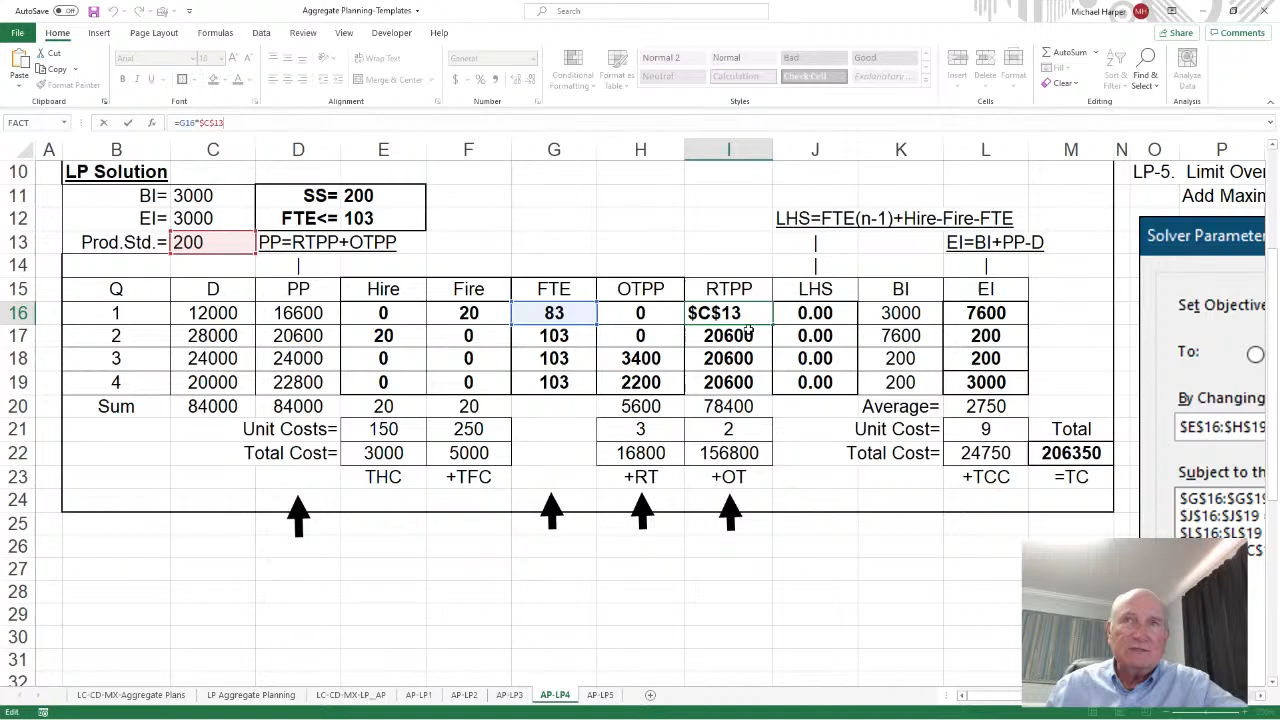 AutoSave Off Aggregate Planning-Templates Search Michael Harper MH
File Home Insert Draw Page Layout Formulas Data Review View Developer Help Share Comments
Paste Cut Copy Format Painter Clipboard
Arial 10 B I U Font
Merge & Center Alignment
General $ % Number
Conditional Formatting Format as Table Normal 2 Normal Bad Good Neutral Calculation Check Cell Explanatory ... Styles
Insert Delete Format Cells
AutoSum Fill Clear Sort & Filter Find & Select Editing
Analyze Data Analysis
FACT =G16*$C$13
A B C D E F G H I J K L M N O P
10 LP Solution LP-5. Limit Over
11 BI= 3000 SS= 200 Add Maxim
12 EI= 3000 FTE<= 103 LHS=FTE(n-1)+Hire-Fire-FTE
13 Prod.Std.= 200 PP=RTPP+OTPP | EI=BI+PP-D Solver Parameter
14 | | |
15 Q D PP Hire Fire FTE OTPP RTPP LHS BI EI
16 1 12000 16600 0 20 83 0 $C$13 0.00 3000 7600 Set Objective
17 2 28000 20600 20 0 103 0 20600 0.00 7600 200
18 3 24000 24000 0 0 103 3400 20600 0.00 200 200 To:
19 4 20000 22800 0 0 103 2200 20600 0.00 200 3000 By Changing
20 Sum 84000 84000 20 20 5600 78400 Average= 2750
21 Unit Costs= 150 250 3 2 Unit Cost= 9 Total $E$16:$H$19
22 Total Cost= 3000 5000 16800 156800 Total Cost= 24750 206350
23 THC +TFC +RT +OT +TCC =TC Subject to th
24 $G$16:$G$19
$J$16:$J$19 =
25 $L$16:$L$19
26
27
28
29
30
31
32
LC-CD-MX-Aggregate Plans LP Aggregate Planning LC-CD-MX-LP_AP AP-LP1 AP-LP2 AP-LP3 AP-LP4 AP-LP5
Edit